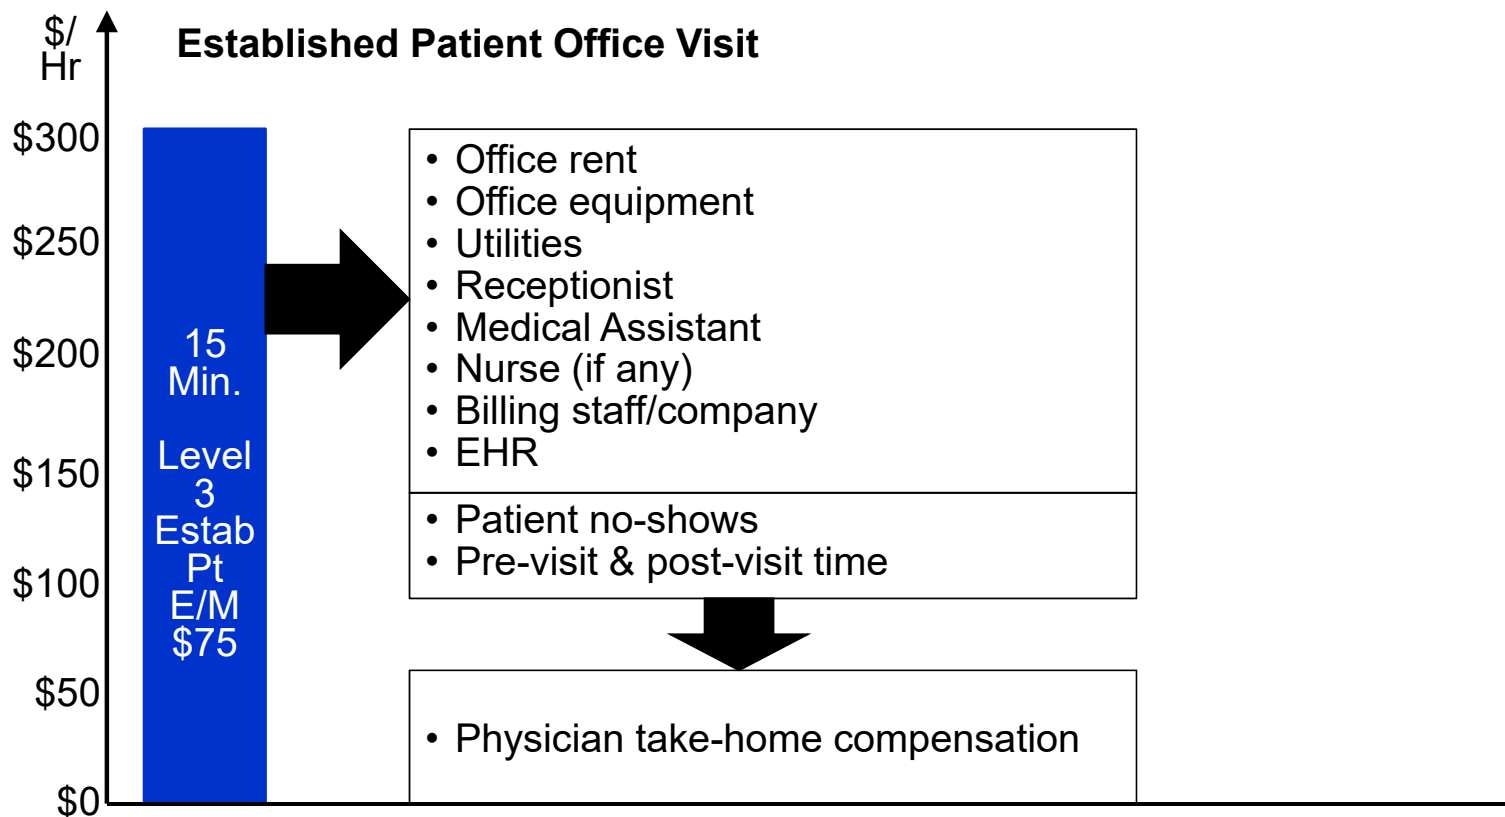 $/
Hr
Established Patient Office Visit
$300
$250
$200
$150
$100
$50
$0
15
Min.
Level
3
Estab
Pt
E/M
$75
• Office rent
• Office equipment
• Utilities
• Receptionist
• Medical Assistant
• Nurse (if any)
• Billing staff/company
• EHR
• Patient no-shows
• Pre-visit & post-visit time
• Physician take-home compensation